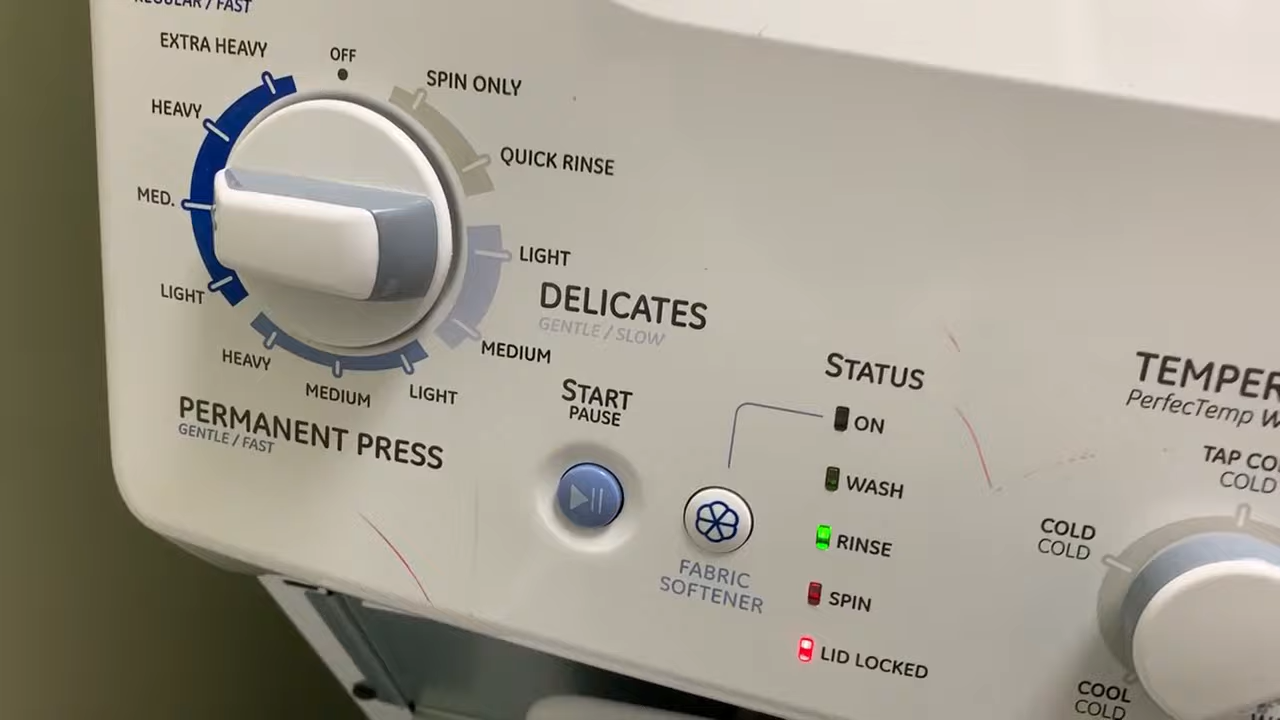 REGULAR / FAST
EXTRA HEAVY
OFF
SPIN ONLY
HEAVY
QUICK RINSE
MED.
LIGHT
LIGHT
DELICATES
GENTLE / SLOW
HEAVY
MEDIUM
MEDIUM
LIGHT
PERMANENT PRESS
GENTLE / FAST
START
PAUSE
FABRIC
SOFTENER
STATUS
ON
WASH
RINSE
SPIN
LID LOCKED
TEMPER
PerfecTemp W
TAP CO
COLD
COLD
COLD
COOL
COLD